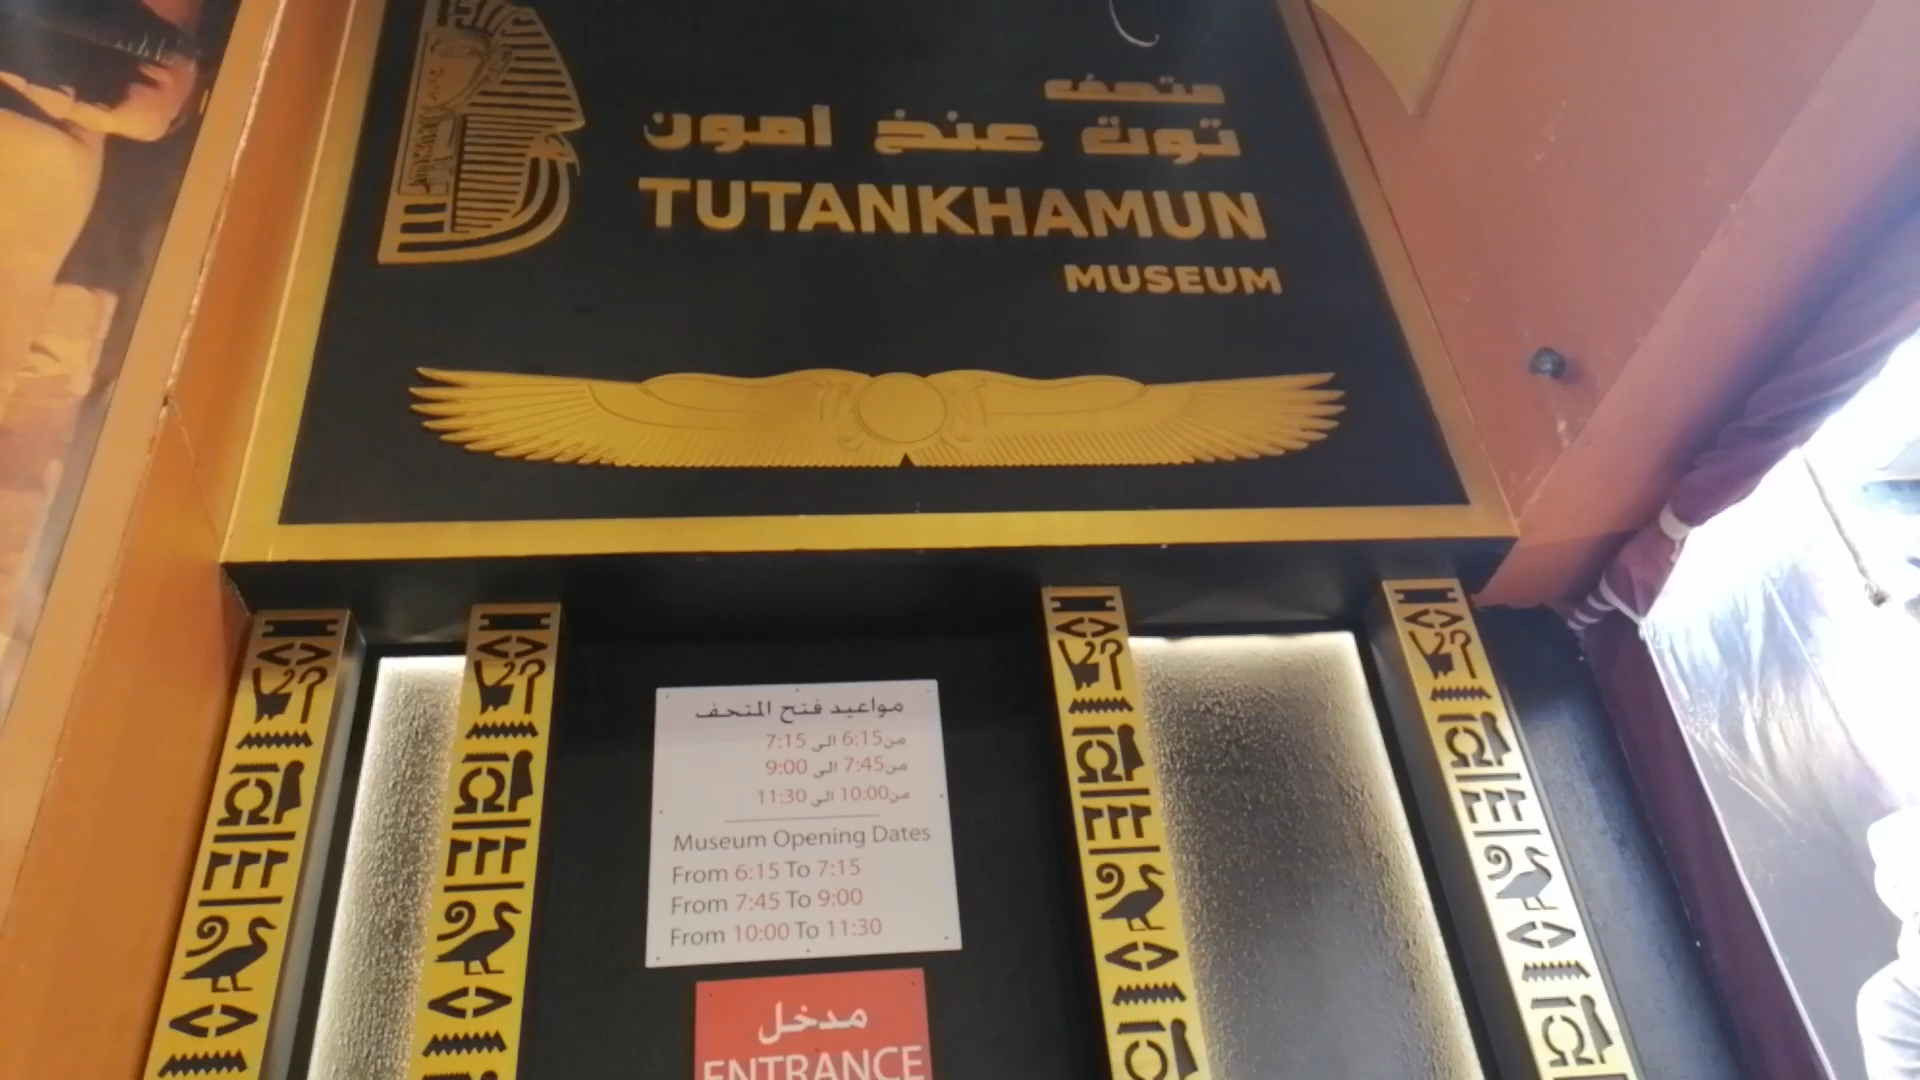 متحف
توت عنخ امون
TUTANKHAMUN
MUSEUM
مواعيد فتح المتحف
من6:15 الى 7:15
من7:45 الى 9:00
من10:00 الى 11:30
Museum Opening Dates
From 6:15 To 7:15
From 7:45 To 9:00
From 10:00 To 11:30
مدخل
ENTRANCE